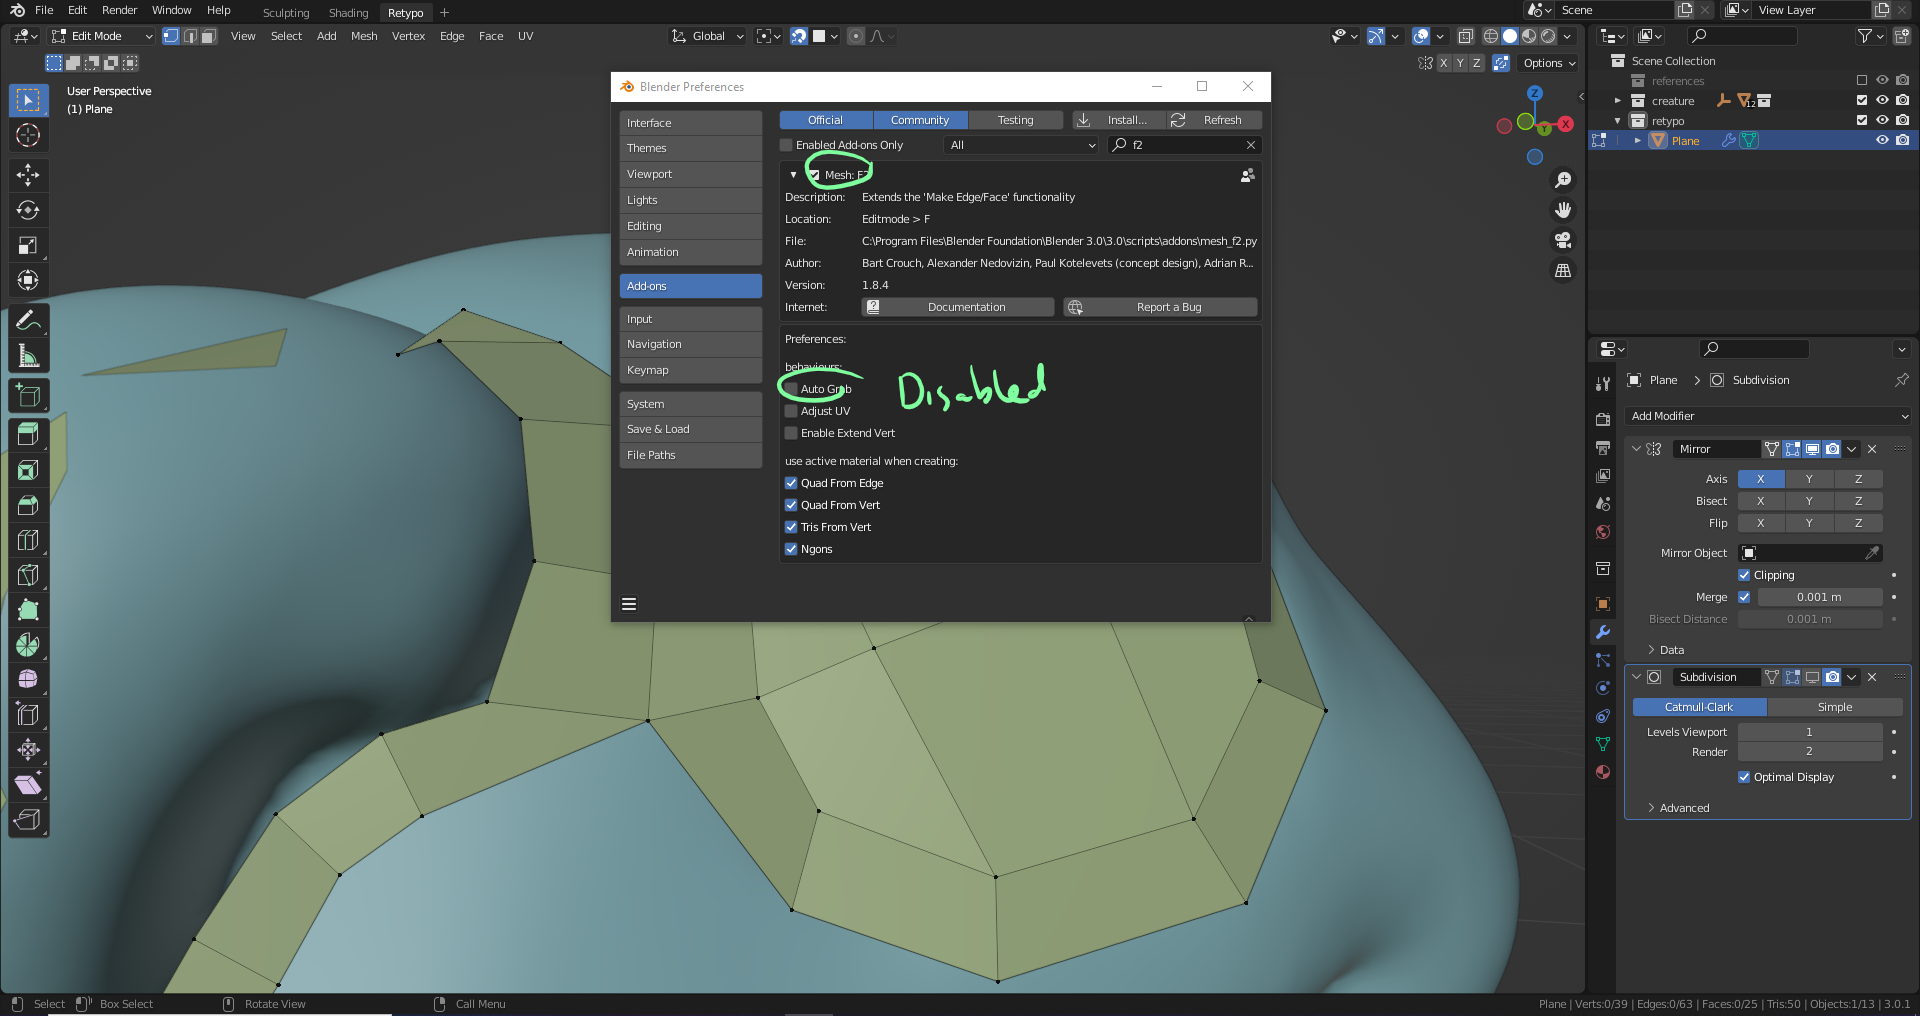 File Edit Render Window Help Sculpting Shading Retypo +
Scene View Layer
Edit Mode View Select Add Mesh Vertex Edge Face UV Global
X Y Z Options
User Perspective
(1) Plane
Z
X
Y
Blender Preferences
Interface
Themes
Viewport
Lights
Editing
Animation
Add-ons
Input
Navigation
Keymap
System
Save & Load
File Paths
Official Community Testing Install... Refresh
Enabled Add-ons Only All f2
Mesh: F2
Description: Extends the 'Make Edge/Face' functionality
Location: Editmode > F
File: C:\Program Files\Blender Foundation\Blender 3.0\3.0\scripts\addons\mesh_f2.py
Author: Bart Crouch, Alexander Nedovizin, Paul Kotelevets (concept design), Adrian R...
Version: 1.8.4
Internet: Documentation Report a Bug
Preferences:
behaviours:
Auto Grab Disabled
Adjust UV
Enable Extend Vert
use active material when creating:
Quad From Edge
Quad From Vert
Tris From Vert
Ngons
Scene Collection
references
creature 12
retypo
Plane
Plane > Subdivision
Add Modifier
Mirror
Axis X Y Z
Bisect X Y Z
Flip X Y Z
Mirror Object
Clipping
Merge 0.001 m
Bisect Distance 0.001 m
Data
Subdivision
Catmull-Clark Simple
Levels Viewport 1
Render 2
Optimal Display
Advanced
Select Box Select Rotate View Call Menu
Plane | Verts:0/39 | Edges:0/63 | Faces:0/25 | Tris:50 | Objects:1/13 | 3.0.1